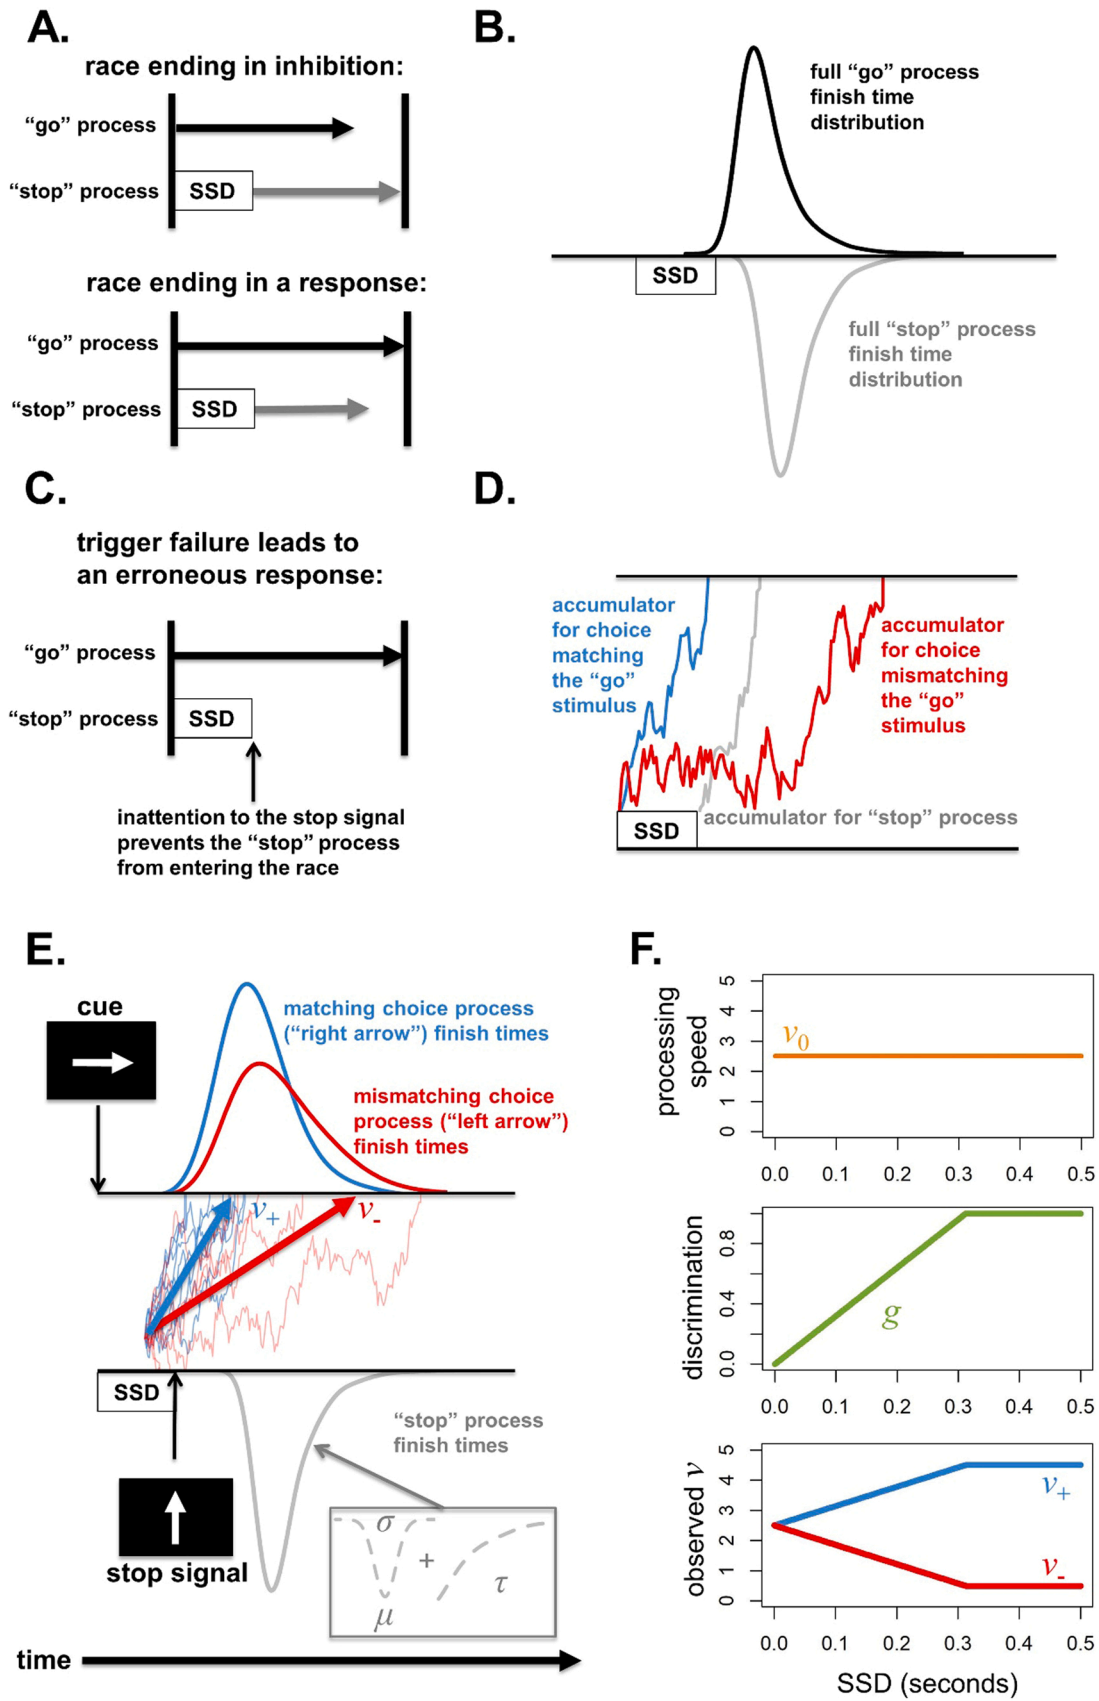 A.
race ending in inhibition:
“go” process
“stop” process
SSD
race ending in a response:
“go” process
“stop” process
SSD
B.
full “go” process
finish time
distribution
SSD
full “stop” process
finish time
distribution
C.
trigger failure leads to
an erroneous response:
“go” process
“stop” process
SSD
inattention to the stop signal
prevents the “stop” process
from entering the race
D.
accumulator
for choice
matching
the “go”
stimulus
accumulator
for choice
mismatching
the “go”
stimulus
SSD
accumulator for “stop” process
E.
cue
matching choice process
(“right arrow”) finish times
mismatching choice
process (“left arrow”)
finish times
v+
v-
SSD
“stop” process
finish times
stop signal
σ
+
μ
τ
time
F.
processing
speed
5
4
3
2
1
0
v0
0.0 0.1 0.2 0.3 0.4 0.5
discrimination
0.8
0.4
0.0
g
0.0 0.1 0.2 0.3 0.4 0.5
observed v
5
4
3
2
1
0
v+
v-
0.0 0.1 0.2 0.3 0.4 0.5
SSD (seconds)